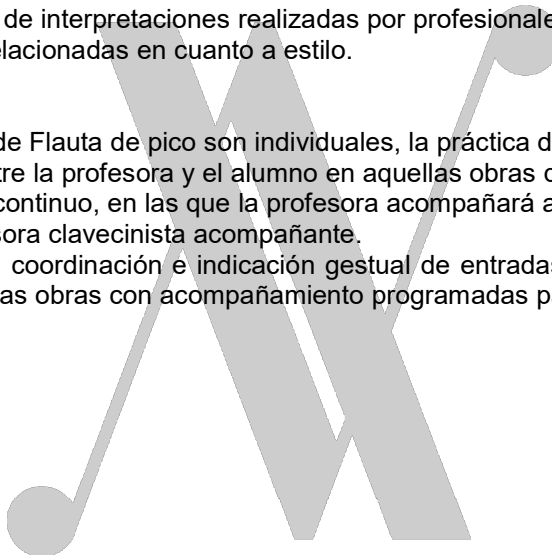 de interpretaciones realizadas por profesionale
elacionadas en cuanto a estilo.
de Flauta de pico son individuales, la práctica d
tre la profesora y el alumno en aquellas obras
continuo, en las que la profesora acompañará a
sora clavecinista acompañante.
coordinación e indicación gestual de entradas
as obras con acompañamiento programadas p